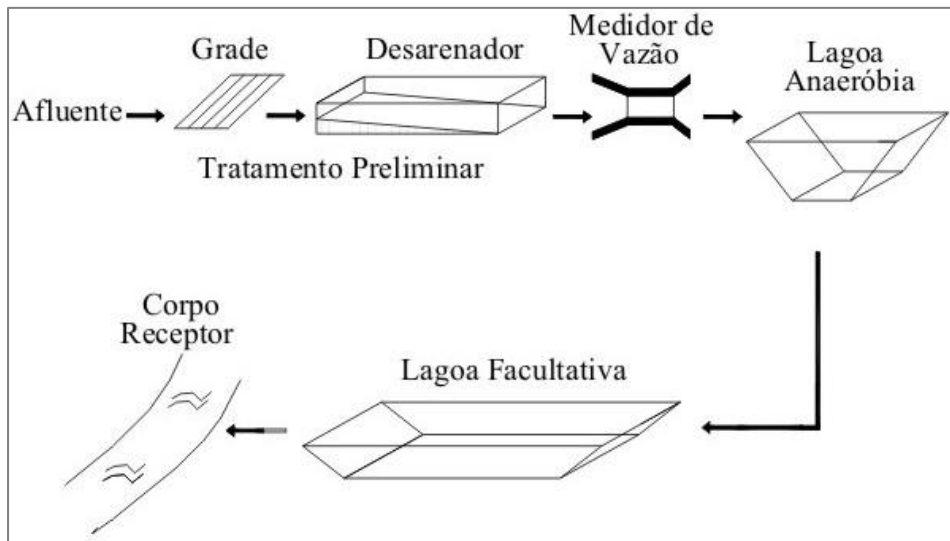 Grade
Desarenador
Medidor de
Vazão
Lagoa
Anaeróbia
Afluente
Tratamento Preliminar
Corpo
Receptor
Lagoa Facultativa